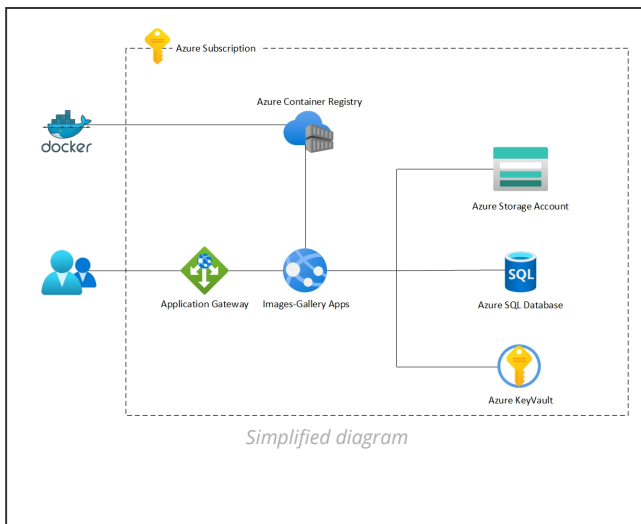 Azure Subscription
Azure Container Registry
docker
Azure Storage Account
Application Gateway
Images-Gallery Apps
SQL
Azure SQL Database
Azure KeyVault
Simplified diagram